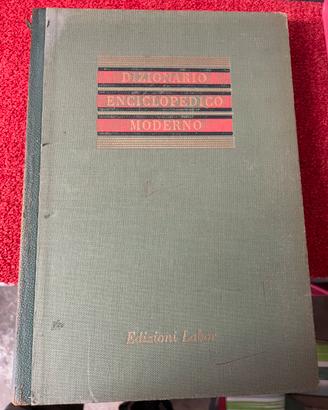 DIZIONARIO
ENCICLOPEDICO
MODERNO
Edizioni Labor